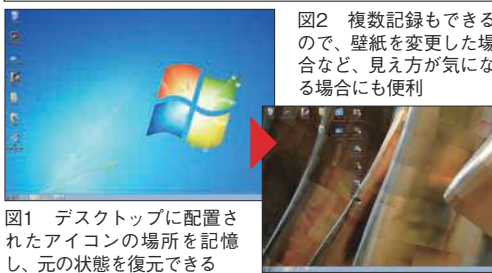 図2　複数記録もできる
ので、壁紙を変更した場
合など、見え方が気にな
る場合にも便利
図1　デスクトップに配置さ
れたアイコンの場所を記憶
し、元の状態を復元できる